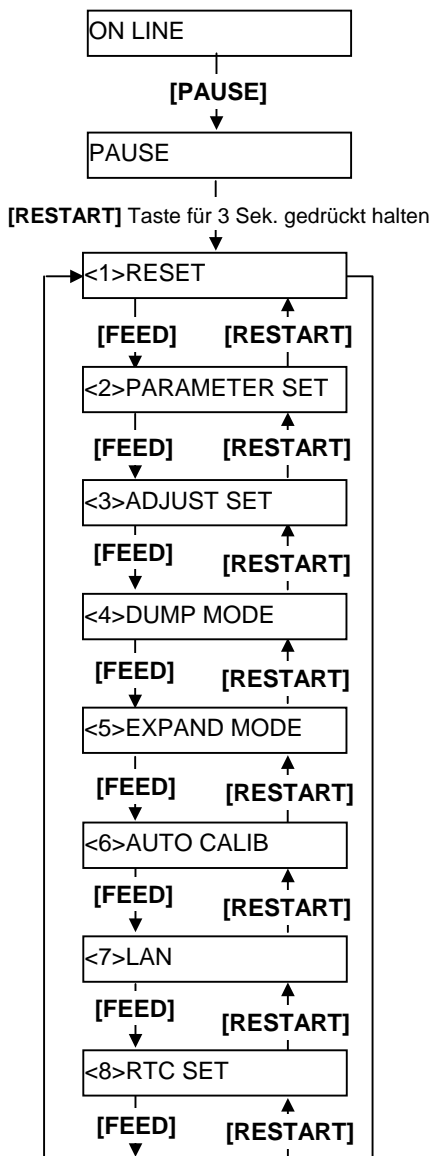 ON LINE
[PAUSE]
PAUSE
[RESTART] Taste für 3 Sek. gedrückt halten
<1>RESET
[FEED] [RESTART]
<2>PARAMETER SET
[FEED] [RESTART]
<3>ADJUST SET
[FEED] [RESTART]
<4>DUMP MODE
[FEED] [RESTART]
<5>EXPAND MODE
[FEED] [RESTART]
<6>AUTO CALIB
[FEED] [RESTART]
<7>LAN
[FEED] [RESTART]
<8>RTC SET
[FEED] [RESTART]